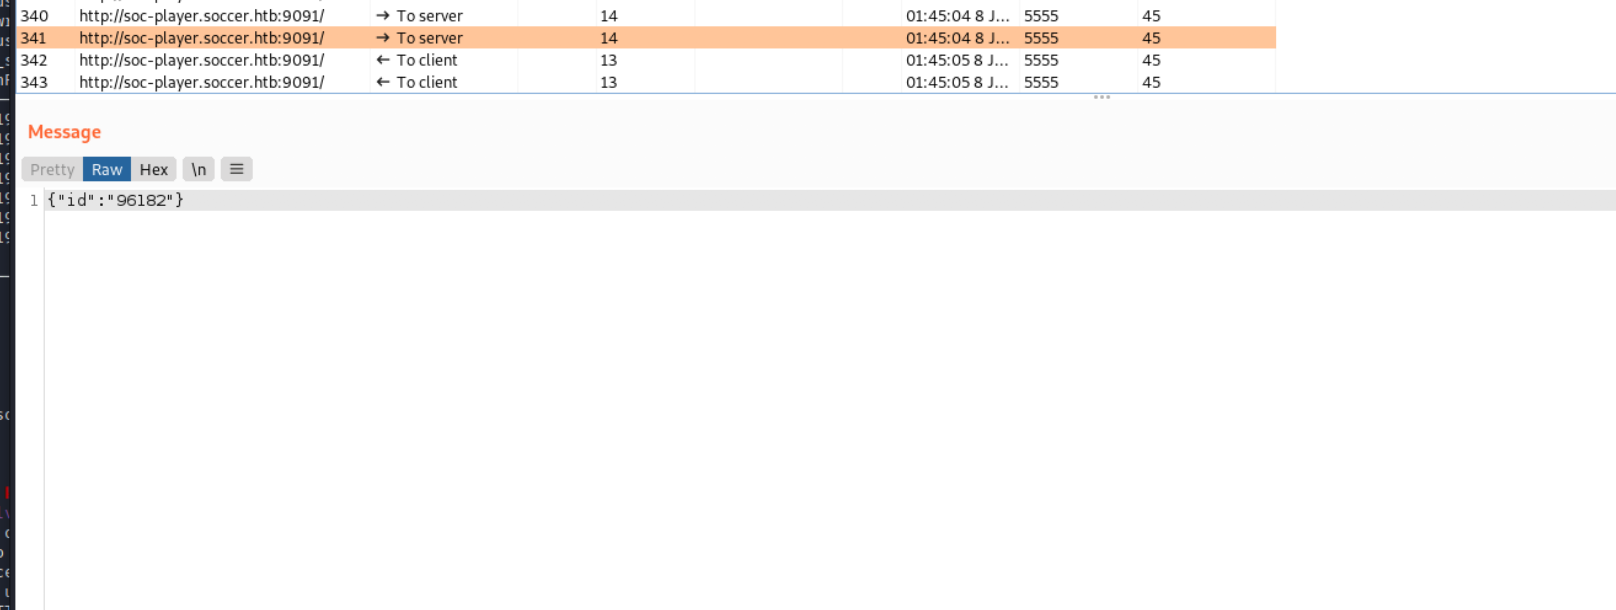 340 http://soc-player.soccer.htb:9091/ → To server 14 01:45:04 8 J... 5555 45
341 http://soc-player.soccer.htb:9091/ → To server 14 01:45:04 8 J... 5555 45
342 http://soc-player.soccer.htb:9091/ ← To client 13 01:45:05 8 J... 5555 45
343 http://soc-player.soccer.htb:9091/ ← To client 13 01:45:05 8 J... 5555 45
Message
Pretty Raw Hex \n
1 {"id":"96182"}